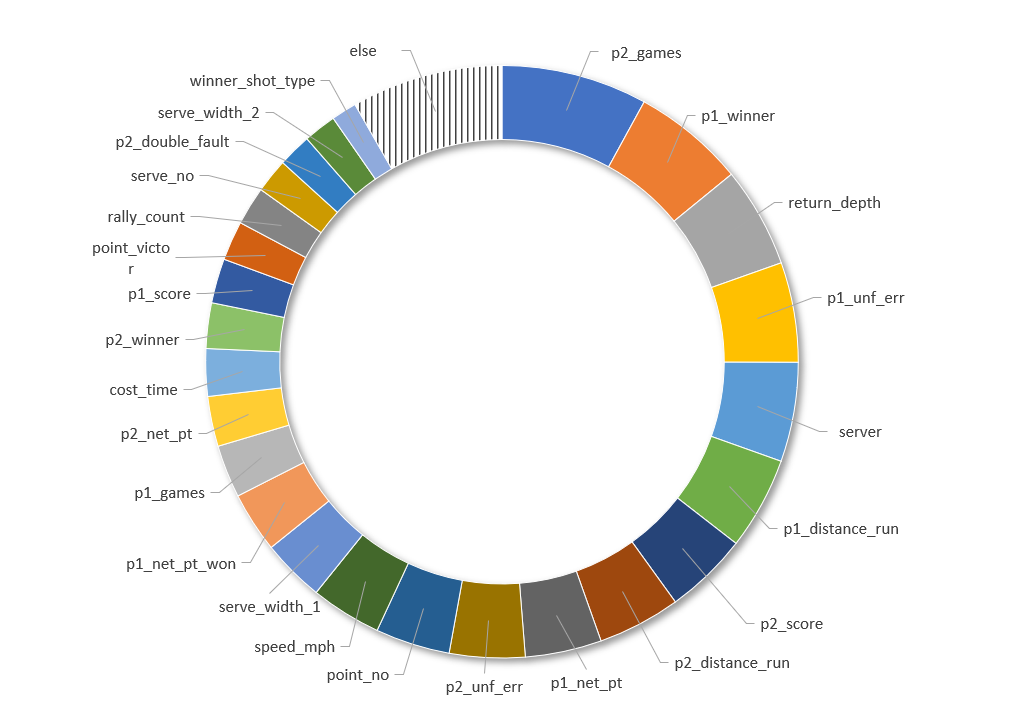 else
p2_games
winner_shot_type
serve_width_2
p1_winner
p2_double_fault
serve_no
return_depth
rally_count
point_victo
r
p1_score
p1_unf_err
p2_winner
cost_time
server
p2_net_pt
p1_games
p1_distance_run
p1_net_pt_won
serve_width_1
p2_score
speed_mph
p2_distance_run
point_no
p2_unf_err
p1_net_pt